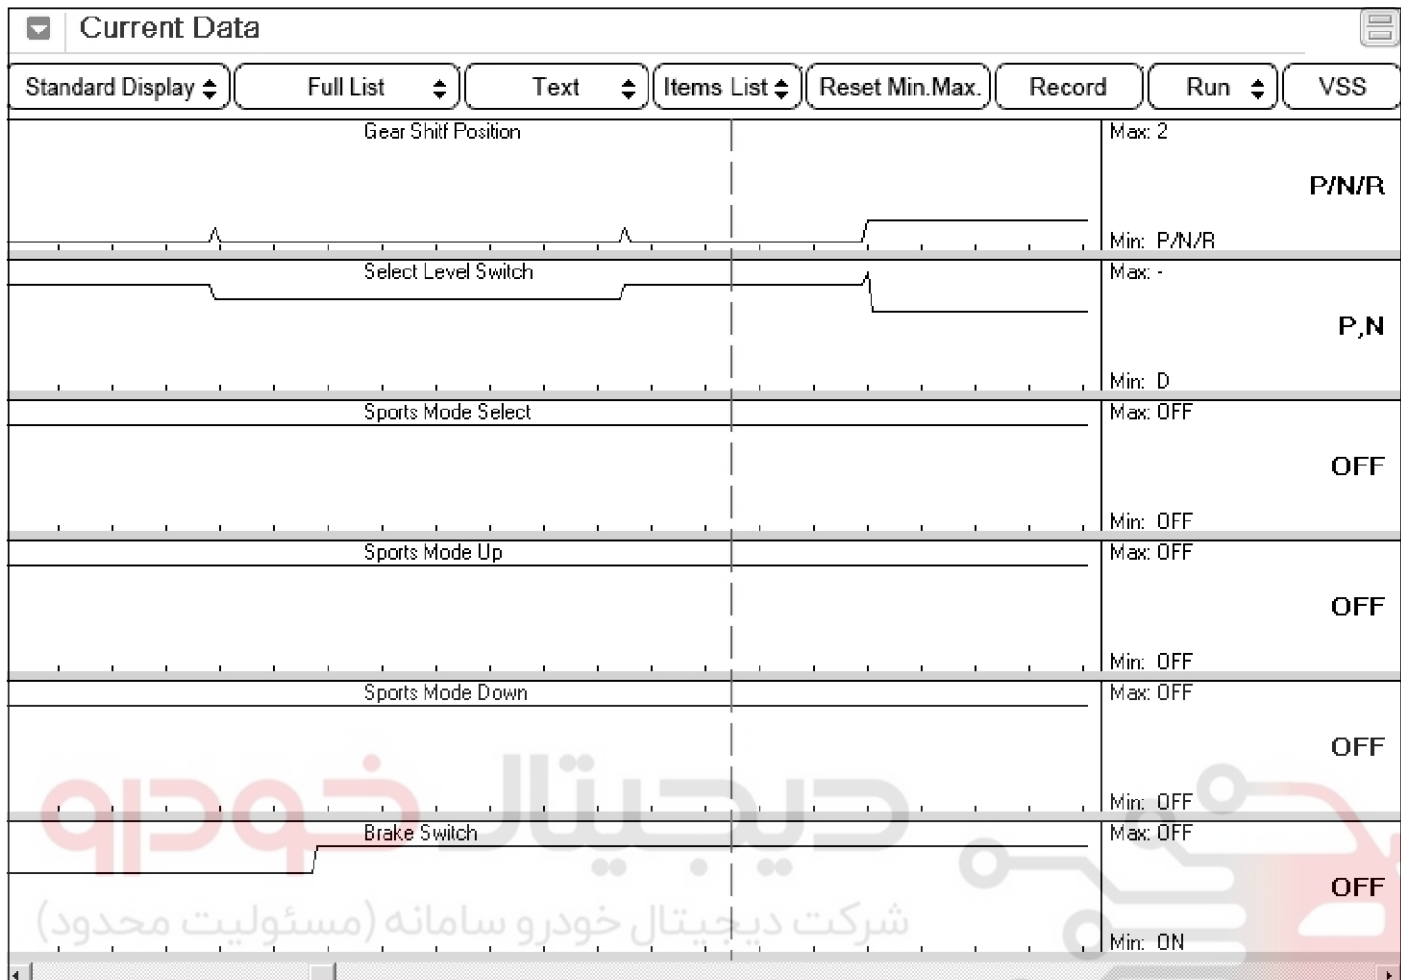 Current Data
Standard Display Full List Text Items List Reset Min.Max. Record Run VSS
Gear Shitf Position Max: 2
P/N/R
Min: P/N/R
Select Level Switch Max: -
P,N
Min: D
Sports Mode Select Max: OFF
OFF
Min: OFF
Sports Mode Up Max: OFF
OFF
Min: OFF
Sports Mode Down Max: OFF
OFF
Min: OFF
دیجیتال خودرو
Brake Switch Max: OFF
OFF
شرکت دیجیتال خودرو سامانه (مسئولیت محدود)
Min: ON